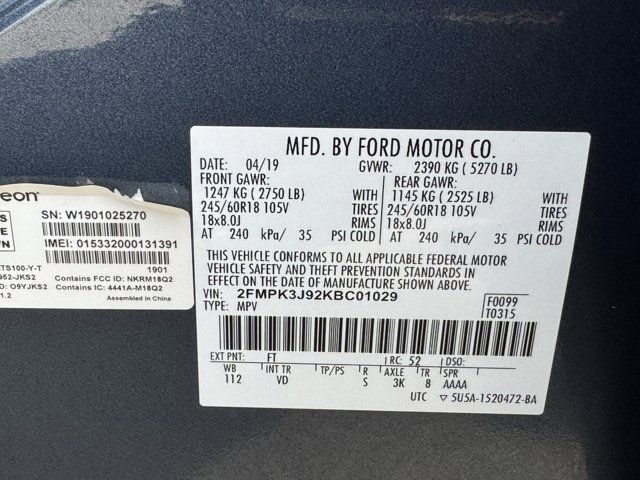 eon
SN: W1901025270
IMEI: 015332000131391
1901
TS100-Y-T
952-JKS2
Contains FCC ID: NKRM18Q2
D: O9YJKS2
Contains IC: 4441A-M18Q2
1.2
Assembled in China
MFD. BY FORD MOTOR CO.
DATE: 04/19 GVWR: 2390 KG ( 5270 LB)
FRONT GAWR: REAR GAWR:
1247 KG ( 2750 LB) 1145 KG ( 2525 LB)
245/60R18 105V TIRES 245/60R18 105V TIRES
18x8.0J RIMS 18x8.0J RIMS
AT 240 kPa/ 35 PSI COLD AT 240 kPa/ 35 PSI COLD
THIS VEHICLE CONFORMS TO ALL APPLICABLE FEDERAL MOTOR
VEHICLE SAFETY AND THEFT PREVENTION STANDARDS IN
EFFECT ON THE DATE OF MANUFACTURE SHOWN ABOVE.
VIN: 2FMPK3J92KBC01029 F0099
TYPE: MPV T0315
EXT PNT: FT RC: 52 DSO:
WB INT TR TP/PS R AXLE TR SPR
112 VD S 3K 8 AAAA
UTC ▽ 5U5A-1520472-BA